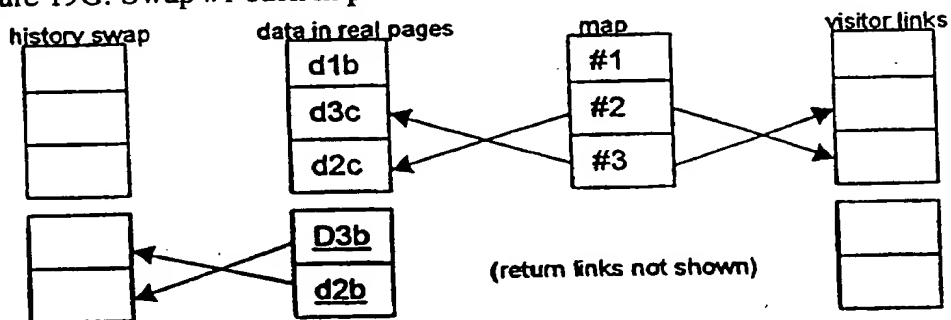 history swap data in real pages map visitor links
d1b #1
d3c #2
d2c #3
D3b
d2b
(return links not shown)